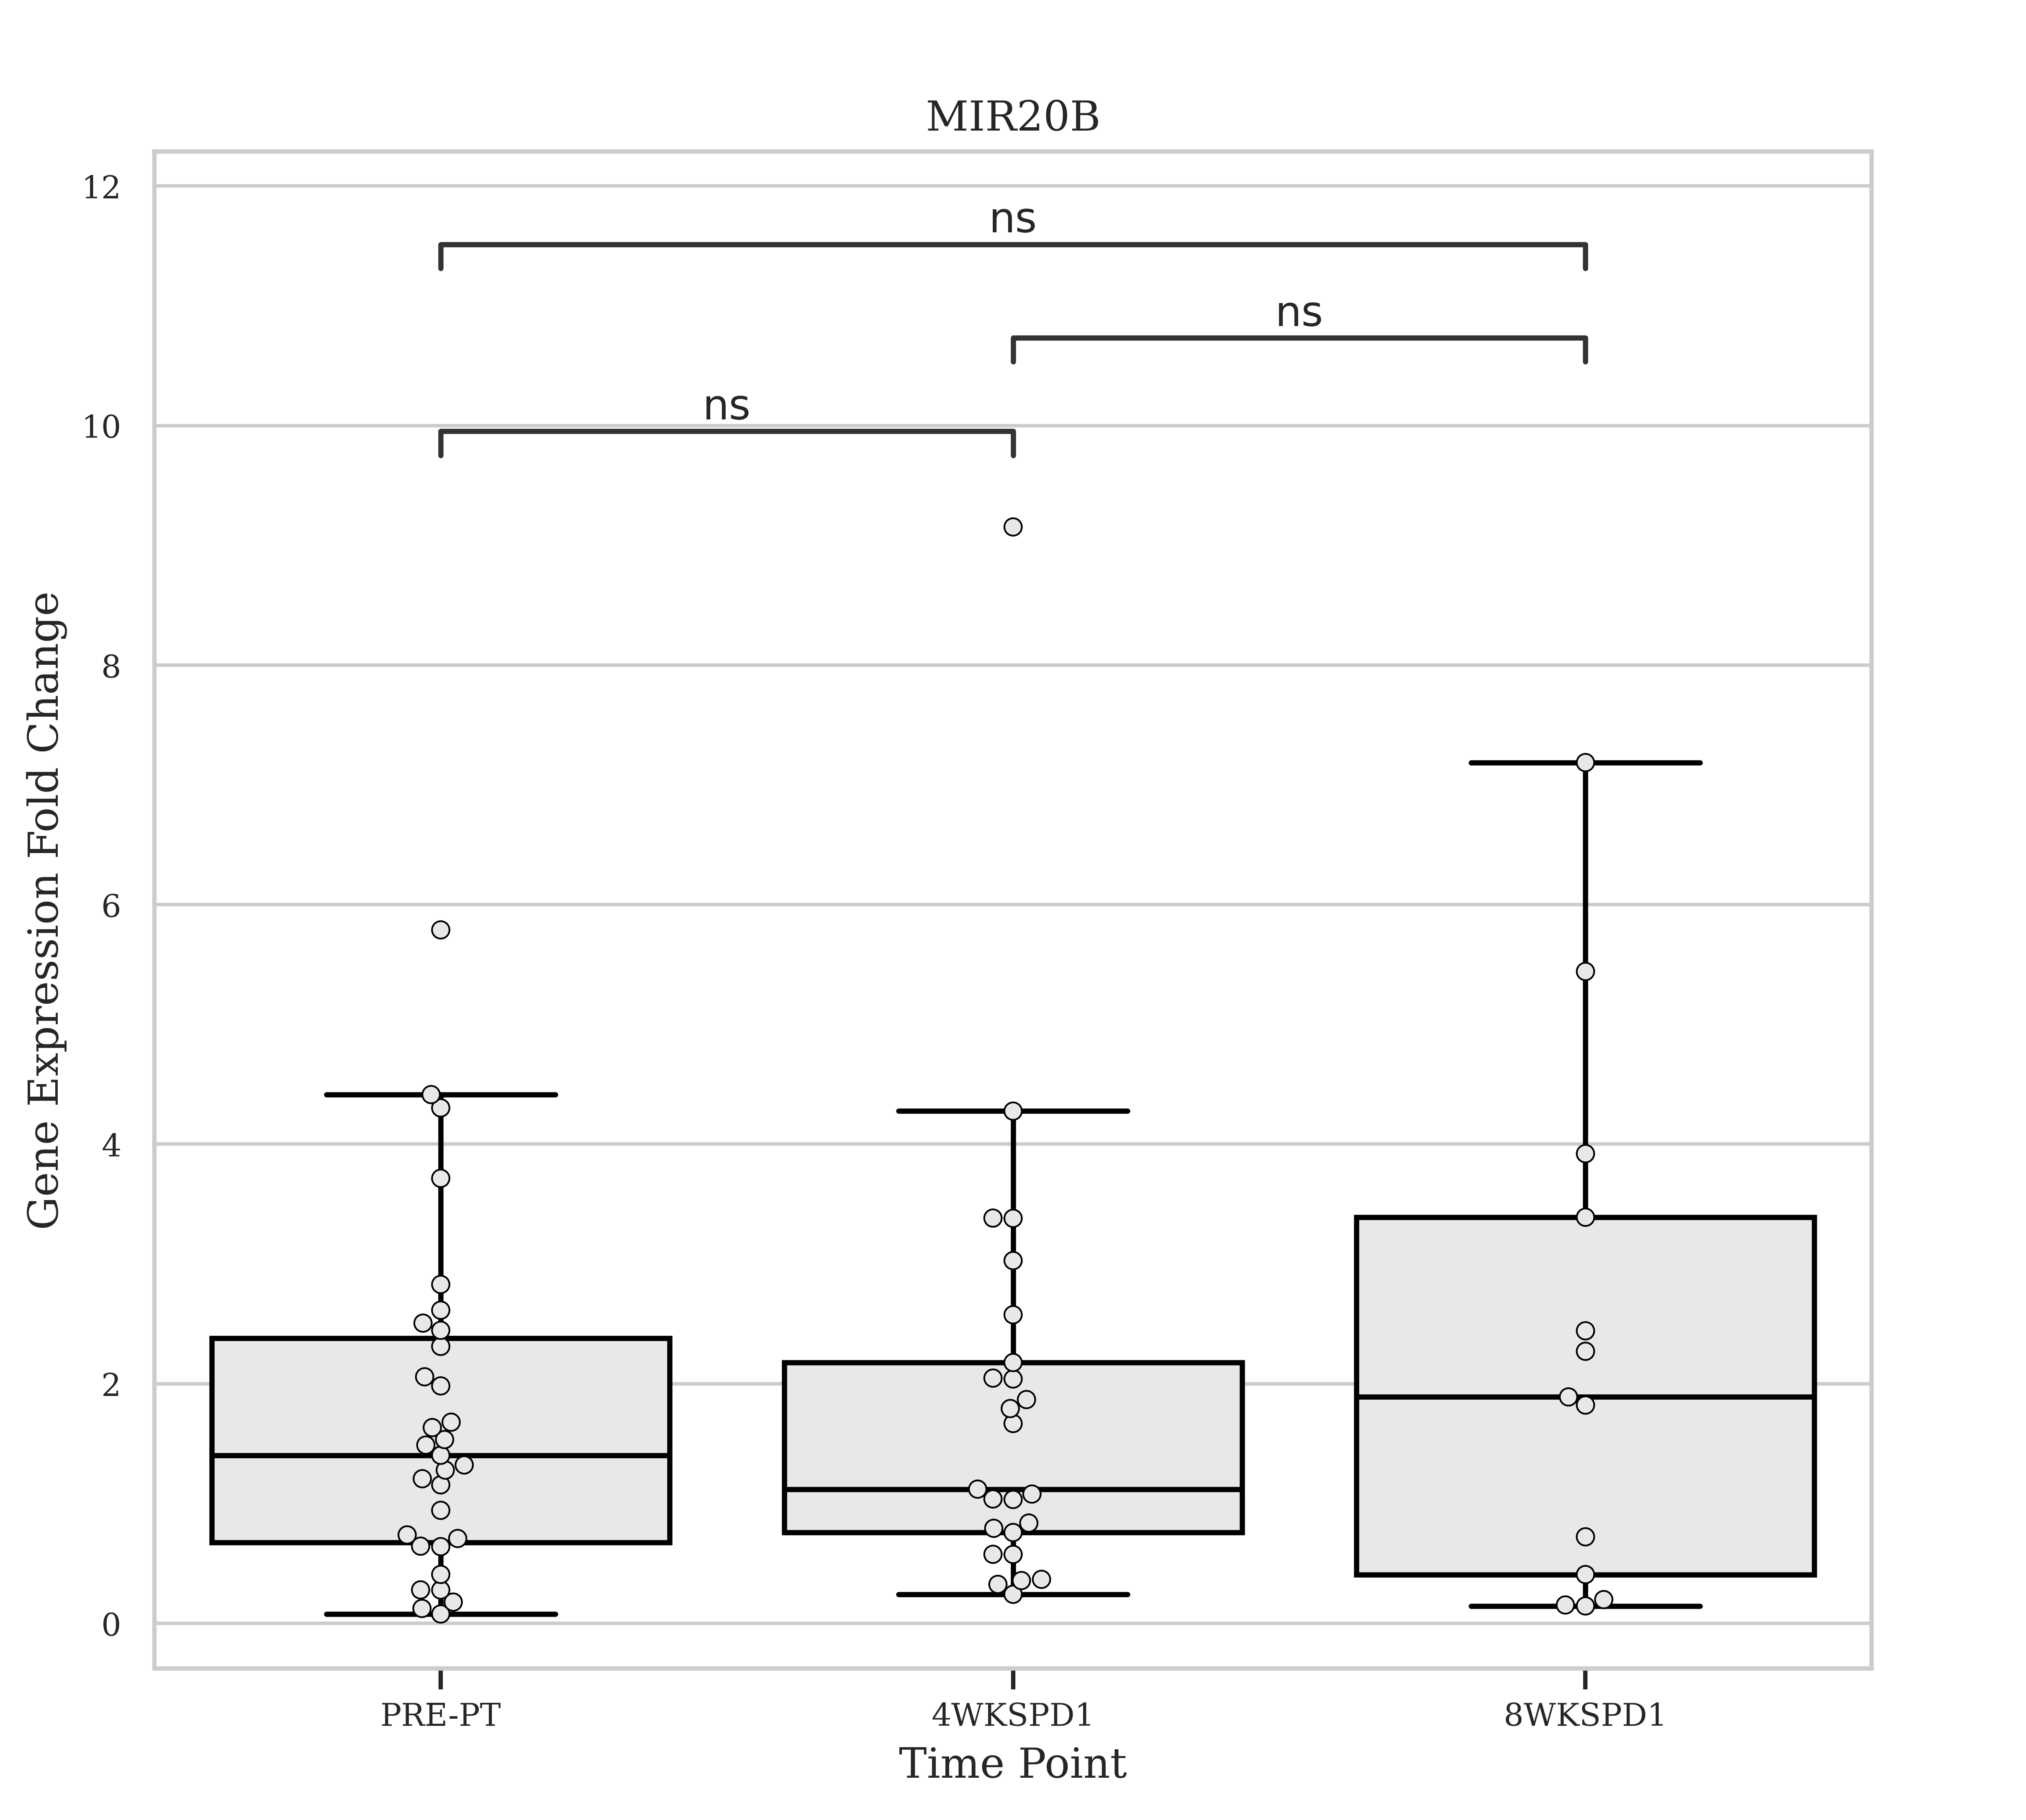 MIR20B
12
ns
ns
10
ns
8
6
4
2
0
Gene Expression Fold Change
PRE-PT 4WKSPD1 8WKSPD1
Time Point